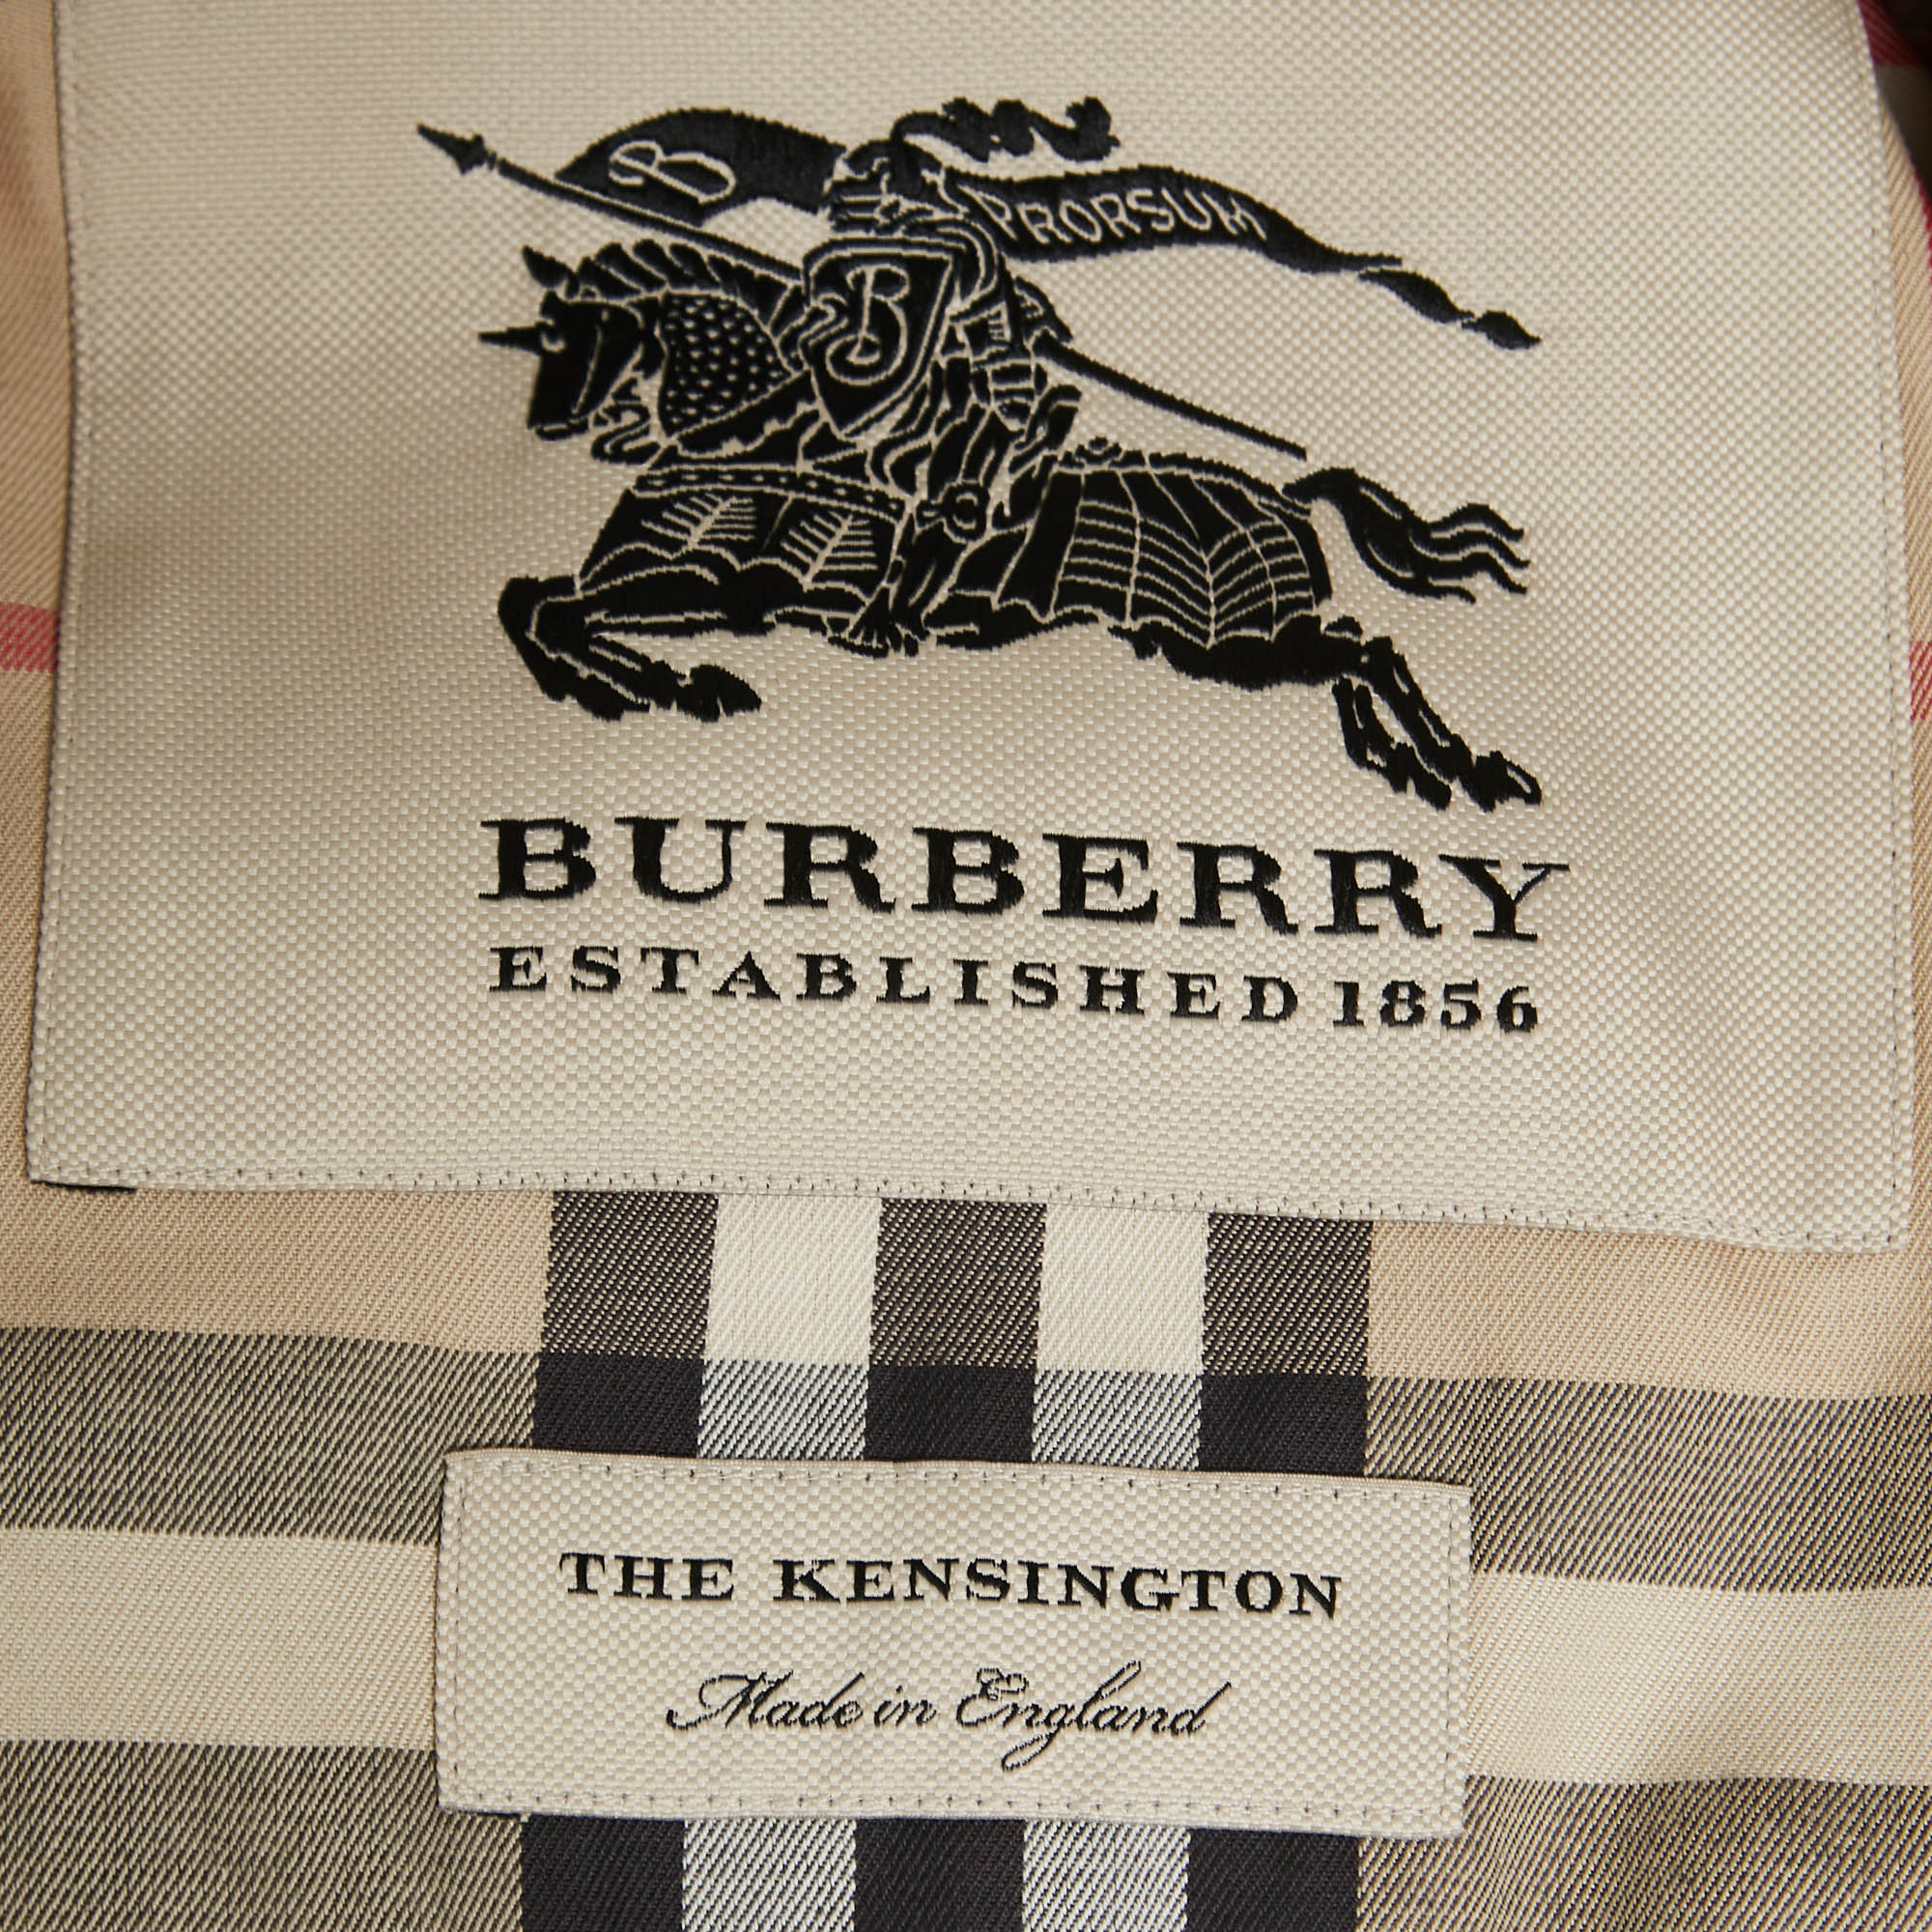 B
PRORSUM
B
BURBERRY
ESTABLISHED 1856
THE KENSINGTON
Made in England